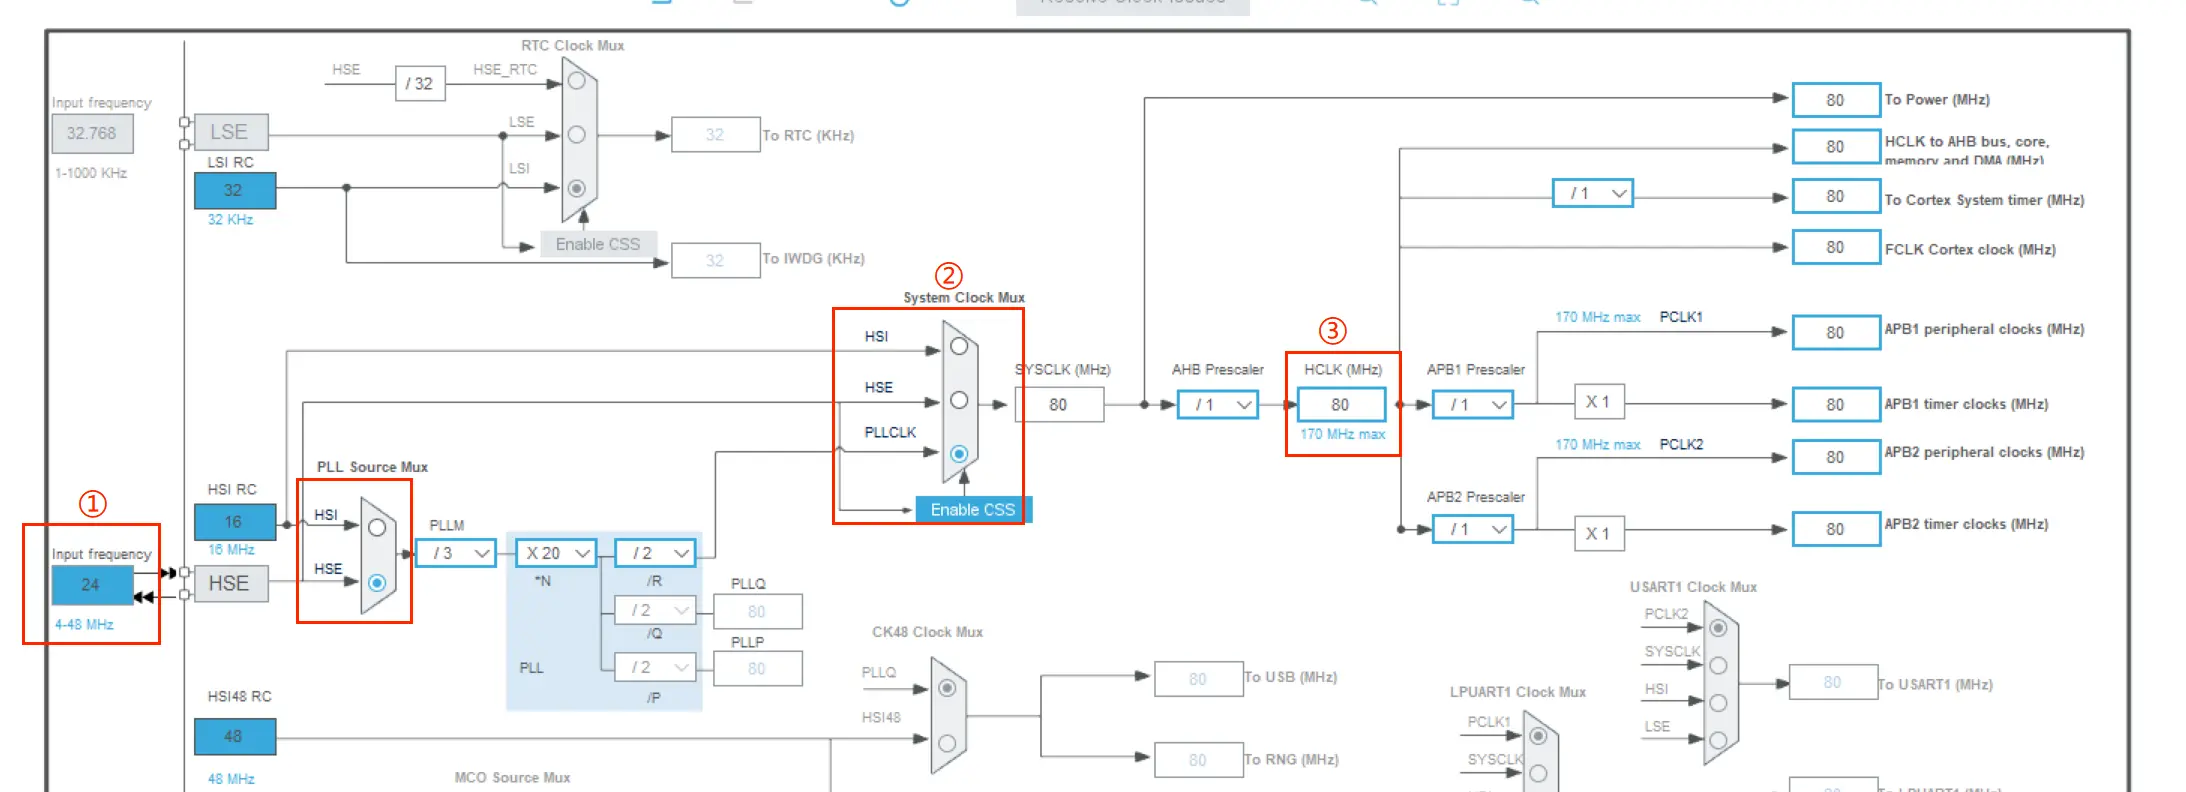 Resolve Clock Issues
RTC Clock Mux
HSE
/ 32
HSE_RTC
Input frequency
32.768
1-1000 KHz
LSE
LSE
LSI RC
32
32 KHz
LSI
32
To RTC (KHz)
Enable CSS
32
To IWDG (KHz)
80
To Power (MHz)
80
HCLK to AHB bus, core,
memory and DMA (MHz)
/ 1
80
To Cortex System timer (MHz)
80
FCLK Cortex clock (MHz)
②
System Clock Mux
HSI
HSE
PLLCLK
Enable CSS
SYSCLK (MHz)
80
AHB Prescaler
/ 1
③
HCLK (MHz)
80
170 MHz max
APB1 Prescaler
/ 1
170 MHz max
PCLK1
80
APB1 peripheral clocks (MHz)
X 1
80
APB1 timer clocks (MHz)
170 MHz max
PCLK2
80
APB2 peripheral clocks (MHz)
APB2 Prescaler
/ 1
X 1
80
APB2 timer clocks (MHz)
①
Input frequency
24
4-48 MHz
HSI RC
16
16 MHz
HSE
PLL Source Mux
HSI
HSE
PLLM
/ 3
X 20
*N
/ 2
/R
/ 2
/Q
/ 2
/P
PLL
PLLQ
80
PLLP
80
HSI48 RC
48
48 MHz
MCO Source Mux
CK48 Clock Mux
PLLQ
HSI48
80
To USB (MHz)
80
To RNG (MHz)
USART1 Clock Mux
PCLK2
SYSCLK
HSI
LSE
80
To USART1 (MHz)
LPUART1 Clock Mux
PCLK1
SYSCLK
80
To LPUART1 (MHz)